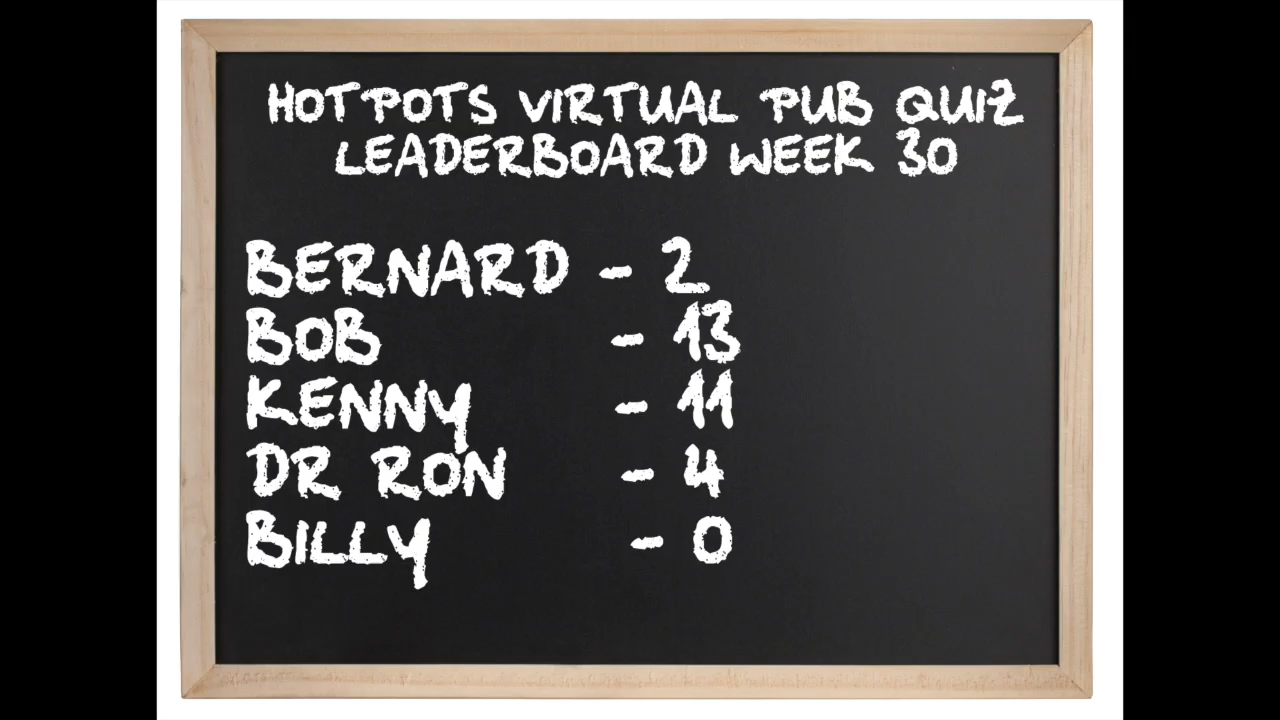 HOTPOTS VIRTUAL PUB QUIZ
LEADERBOARD WEEK 30
BERNARD - 2
BOB - 13
KENNY - 11
DR RON - 4
BILLY - 0